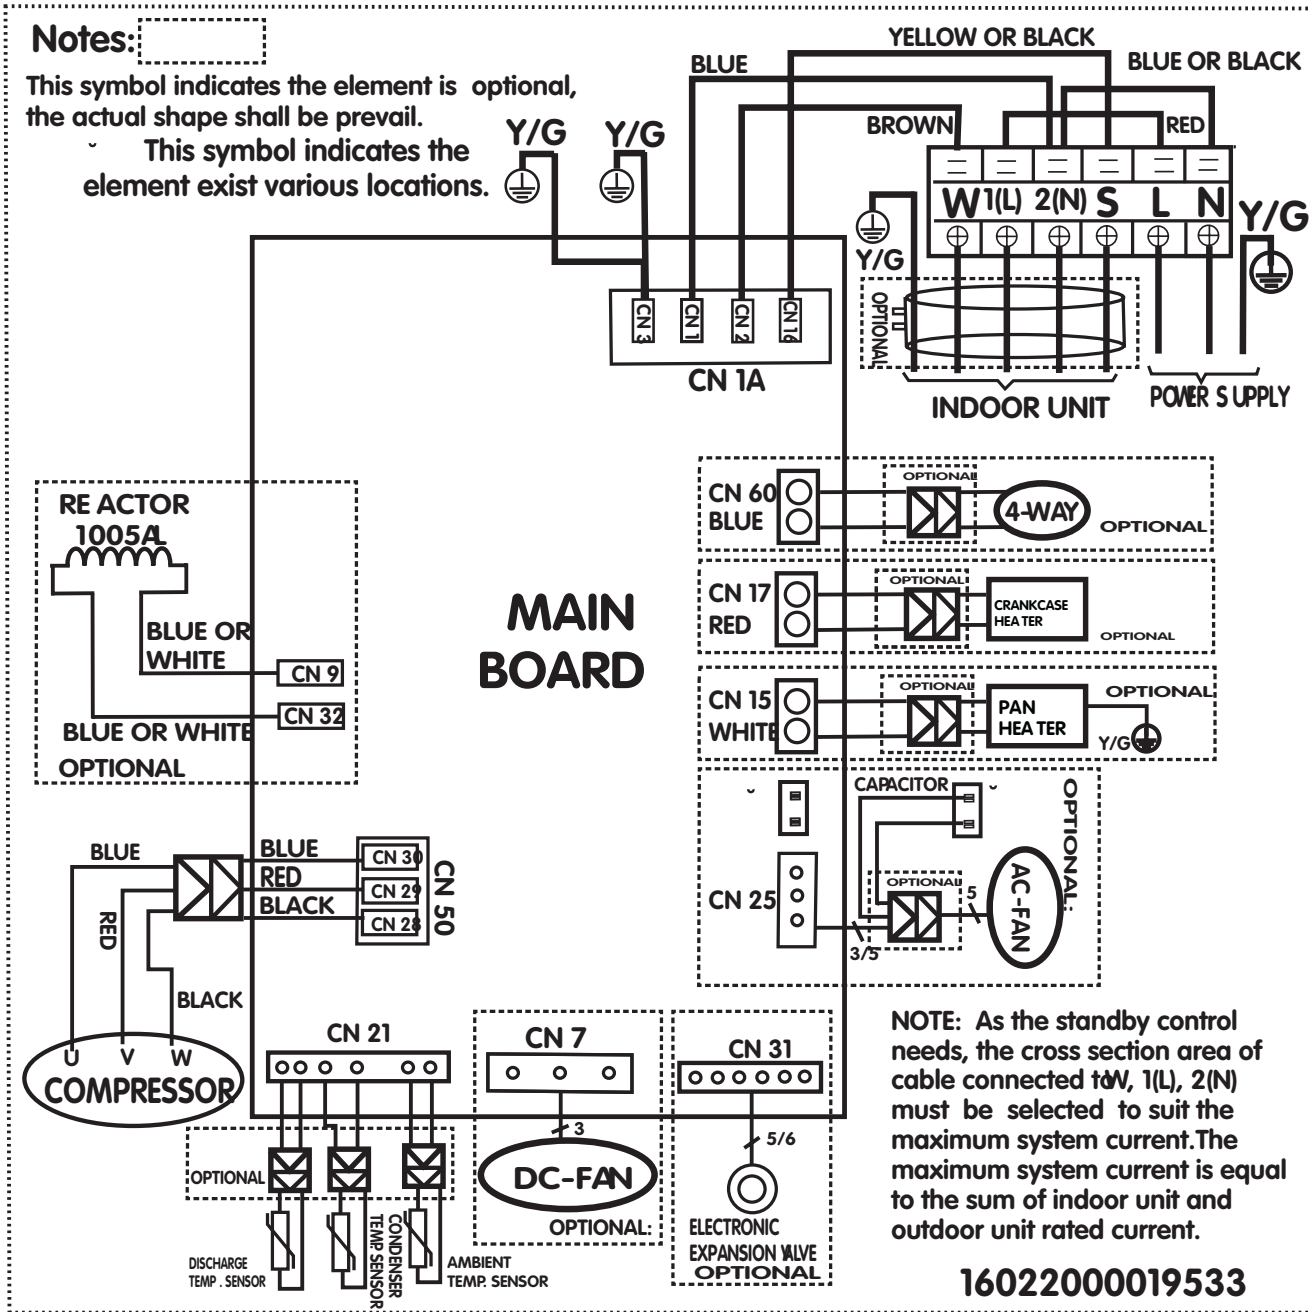 Notes:
This symbol indicates the element is optional,
the actual shape shall be prevail.
˘ This symbol indicates the
element exist various locations.
Y/G
Y/G
BLUE
YELLOW OR BLACK
BLUE OR BLACK
BROWN
RED
W 1(L) 2(N) S L N
Y/G
Y/G
OPTIONAL
INDOOR UNIT
POWER SUPPLY
CN 3
CN 1
CN 2
CN 16
CN 1A
REACTOR
1005AL
BLUE OR
WHITE
CN 9
CN 32
BLUE OR WHITE
OPTIONAL
MAIN
BOARD
CN 60
BLUE
OPTIONAL
4-WAY
OPTIONAL
CN 17
RED
OPTIONAL
CRANKCASE
HEATER
OPTIONAL
CN 15
WHITE
OPTIONAL
PAN
HEATER
OPTIONAL
Y/G
˘
CAPACITOR
˘
OPTIONAL:
CN 25
OPTIONAL
3/5
5
AC-FAN
BLUE
RED
BLACK
BLUE
RED
BLACK
CN 30
CN 29
CN 28
CN 50
U V W
COMPRESSOR
CN 21
OPTIONAL
DISCHARGE
TEMP. SENSOR
CONDENSER
TEMP. SENSOR
AMBIENT
TEMP. SENSOR
CN 7
3
DC-FAN
OPTIONAL:
CN 31
5/6
ELECTRONIC
EXPANSION VALVE
OPTIONAL
NOTE: As the standby control
needs, the cross section area of
cable connected to W, 1(L), 2(N)
must be selected to suit the
maximum system current.The
maximum system current is equal
to the sum of indoor unit and
outdoor unit rated current.
16022000019533